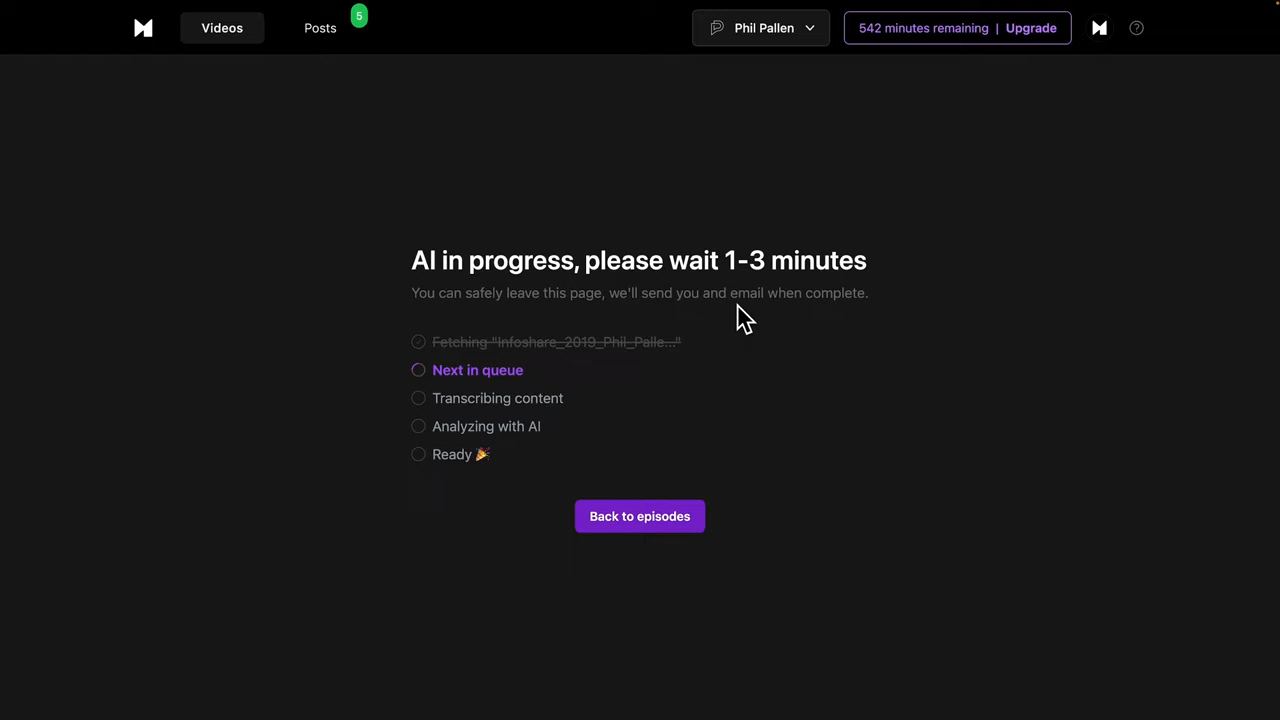 Videos
Posts
5
Phil Pallen
542 minutes remaining | Upgrade
AI in progress, please wait 1-3 minutes
You can safely leave this page, we'll send you and email when complete.
Fetching "Infoshare_2019_Phil_Palle..."
Next in queue
Transcribing content
Analyzing with AI
Ready 🎉
Back to episodes